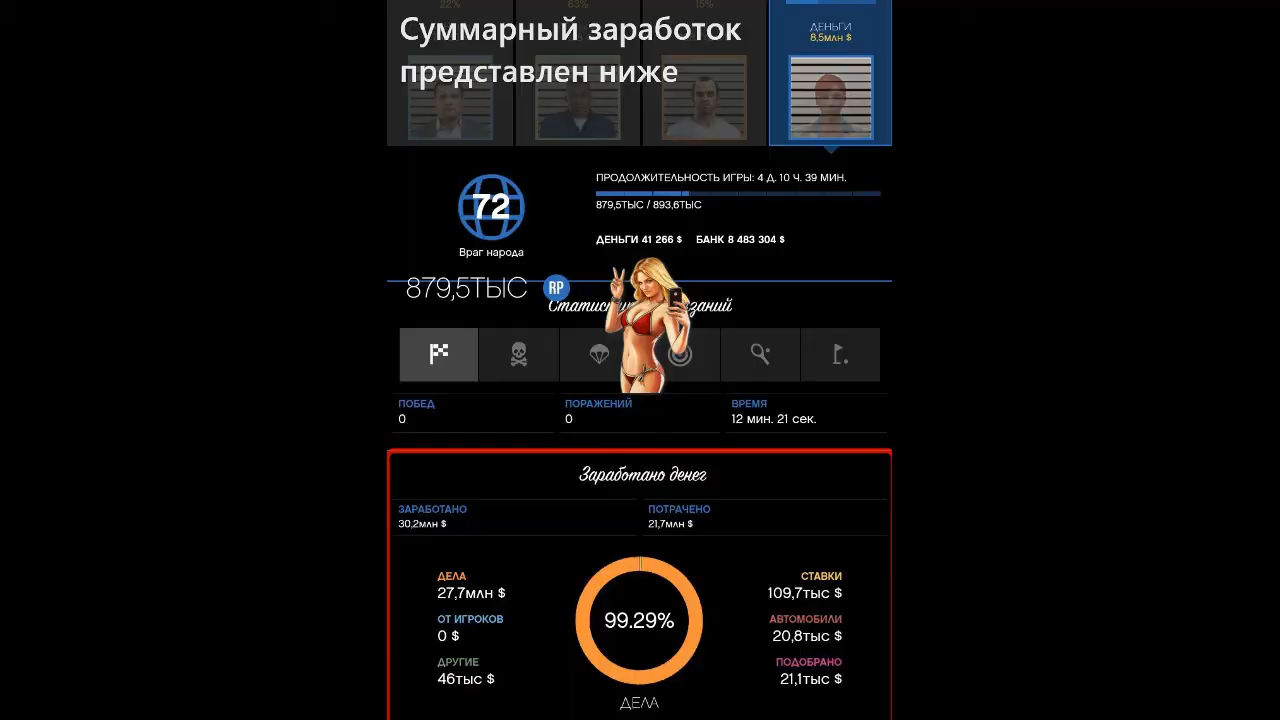 22%
63%
15%
Суммарный заработок
представлен ниже
ДЕНЬГИ
8,5МЛН $
72
Враг народа
ПРОДОЛЖИТЕЛЬНОСТЬ ИГРЫ: 4 Д. 10 Ч. 39 МИН.
879,5ТЫС / 893,6ТЫС
ДЕНЬГИ 41 266 $ БАНК 8 483 304 $
879,5ТЫС
RP
ПОБЕД
0
ПОРАЖЕНИЙ
0
ВРЕМЯ
12 мин. 21 сек.
Заработано денег
ЗАРАБОТАНО
30,2млн $
ПОТРАЧЕНО
21,7млн $
ДЕЛА
27,7млн $
ОТ ИГРОКОВ
0 $
ДРУГИЕ
46тыс $
99.29%
ДЕЛА
СТАВКИ
109,7тыс $
АВТОМОБИЛИ
20,8тыс $
ПОДОБРАНО
21,1тыс $